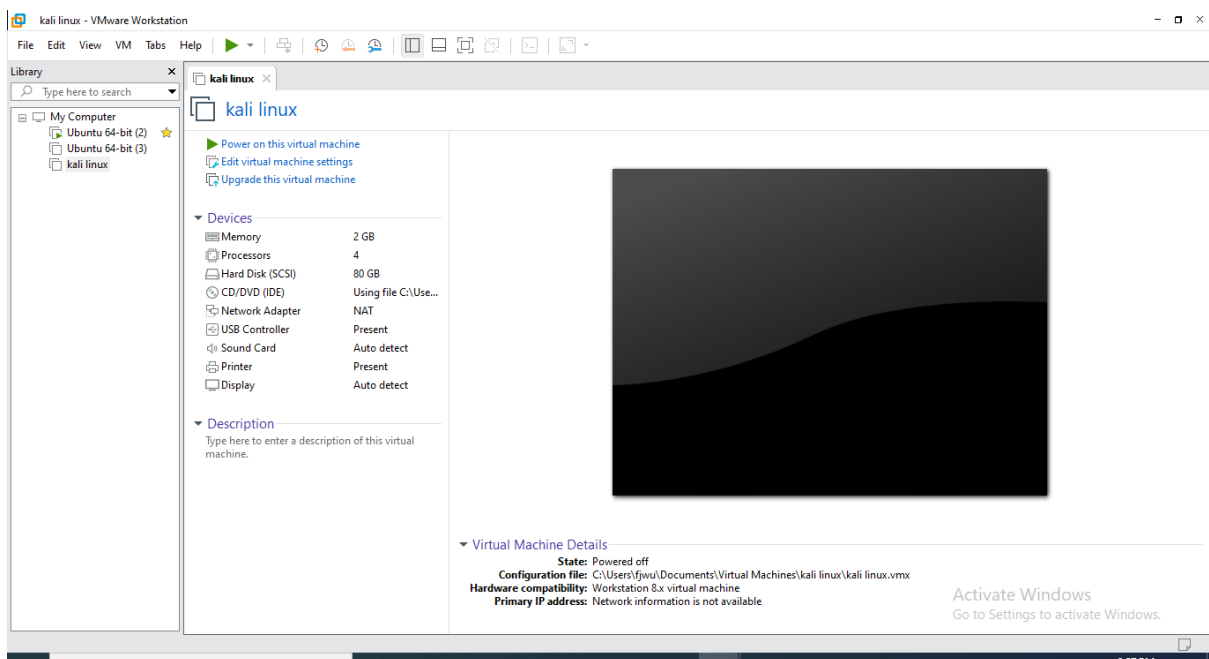 kali linux - VMware Workstation
File Edit View VM Tabs Help
Library
Type here to search
My Computer
Ubuntu 64-bit (2)
Ubuntu 64-bit (3)
kali linux
kali linux
kali linux
Power on this virtual machine
Edit virtual machine settings
Upgrade this virtual machine
Devices
Memory 2 GB
Processors 4
Hard Disk (SCSI) 80 GB
CD/DVD (IDE) Using file C:\Use...
Network Adapter NAT
USB Controller Present
Sound Card Auto detect
Printer Present
Display Auto detect
Description
Type here to enter a description of this virtual
machine.
Virtual Machine Details
State: Powered off
Configuration file: C:\Users\fjwu\Documents\Virtual Machines\kali linux\kali linux.vmx
Hardware compatibility: Workstation 8.x virtual machine
Primary IP address: Network information is not available
Activate Windows
Go to Settings to activate Windows.